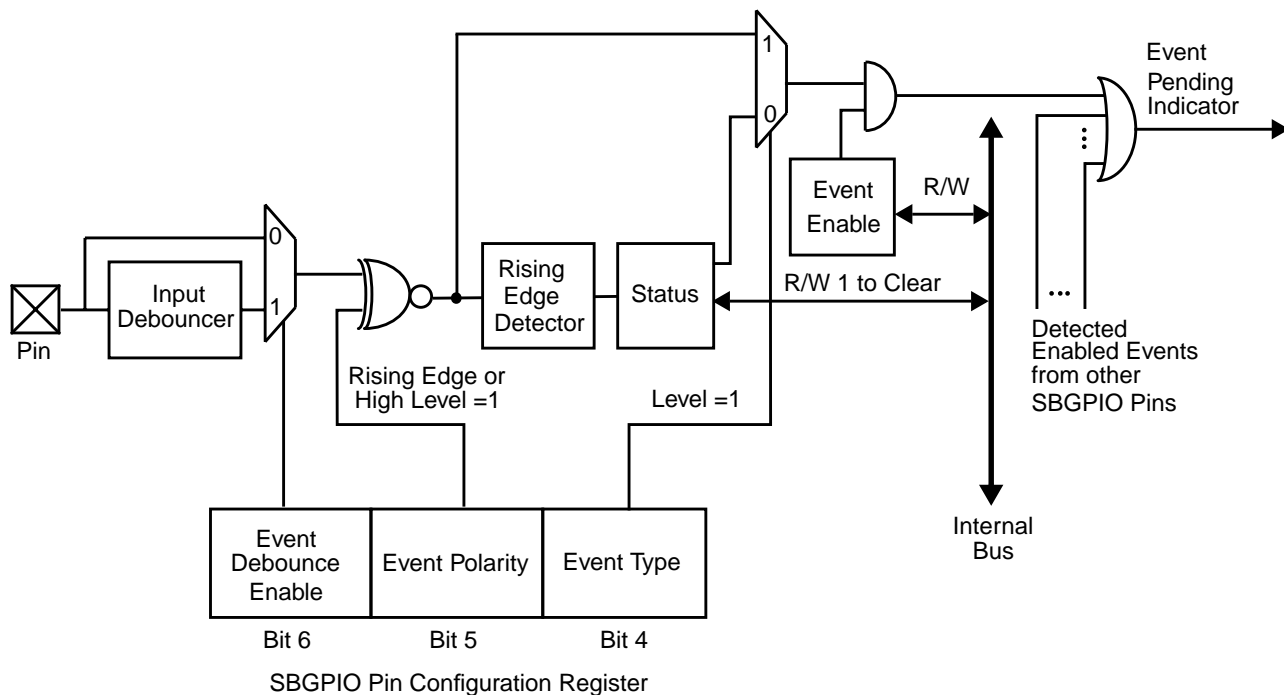 1
0
Event
Pending
Indicator
...
Event
Enable
R/W
0
1
Input
Debouncer
Pin
Rising
Edge
Detector
Status
R/W 1 to Clear
...
Detected
Enabled Events
from other
SBGPIO Pins
Rising Edge or
High Level =1
Level =1
Internal
Bus
Event
Debounce
Enable
Event Polarity
Event Type
Bit 6
Bit 5
Bit 4
SBGPIO Pin Configuration Register